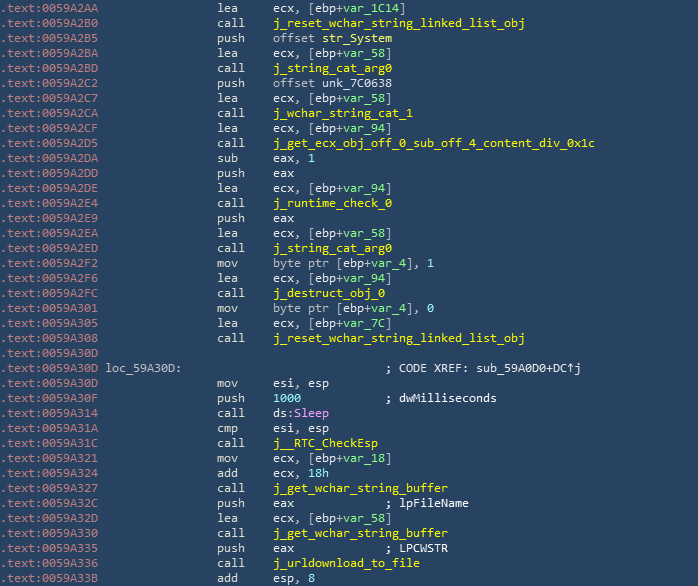 .text:0059A2AA lea ecx, [ebp+var_1C14]
.text:0059A2B0 call j_reset_wchar_string_linked_list_obj
.text:0059A2B5 push offset str_System
.text:0059A2BA lea ecx, [ebp+var_58]
.text:0059A2BD call j_string_cat_arg0
.text:0059A2C2 push offset unk_7C0638
.text:0059A2C7 lea ecx, [ebp+var_58]
.text:0059A2CA call j_wchar_string_cat_1
.text:0059A2CF lea ecx, [ebp+var_94]
.text:0059A2D5 call j_get_ecx_obj_off_0_sub_off_4_content_div_0x1c
.text:0059A2DA sub eax, 1
.text:0059A2DD push eax
.text:0059A2DE lea ecx, [ebp+var_94]
.text:0059A2E4 call j_runtime_check_0
.text:0059A2E9 push eax
.text:0059A2EA lea ecx, [ebp+var_58]
.text:0059A2ED call j_string_cat_arg0
.text:0059A2F2 mov byte ptr [ebp+var_4], 1
.text:0059A2F6 lea ecx, [ebp+var_94]
.text:0059A2FC call j_destruct_obj_0
.text:0059A301 mov byte ptr [ebp+var_4], 0
.text:0059A305 lea ecx, [ebp+var_7C]
.text:0059A308 call j_reset_wchar_string_linked_list_obj
.text:0059A30D
.text:0059A30D loc_59A30D: ; CODE XREF: sub_59A0D0+DC↑j
.text:0059A30D mov esi, esp
.text:0059A30F push 1000 ; dwMilliseconds
.text:0059A314 call ds:Sleep
.text:0059A31A cmp esi, esp
.text:0059A31C call j__RTC_CheckEsp
.text:0059A321 mov ecx, [ebp+var_18]
.text:0059A324 add ecx, 18h
.text:0059A327 call j_get_wchar_string_buffer
.text:0059A32C push eax ; lpFileName
.text:0059A32D lea ecx, [ebp+var_58]
.text:0059A330 call j_get_wchar_string_buffer
.text:0059A335 push eax ; LPCWSTR
.text:0059A336 call j_urldownload_to_file
.text:0059A33B add esp, 8